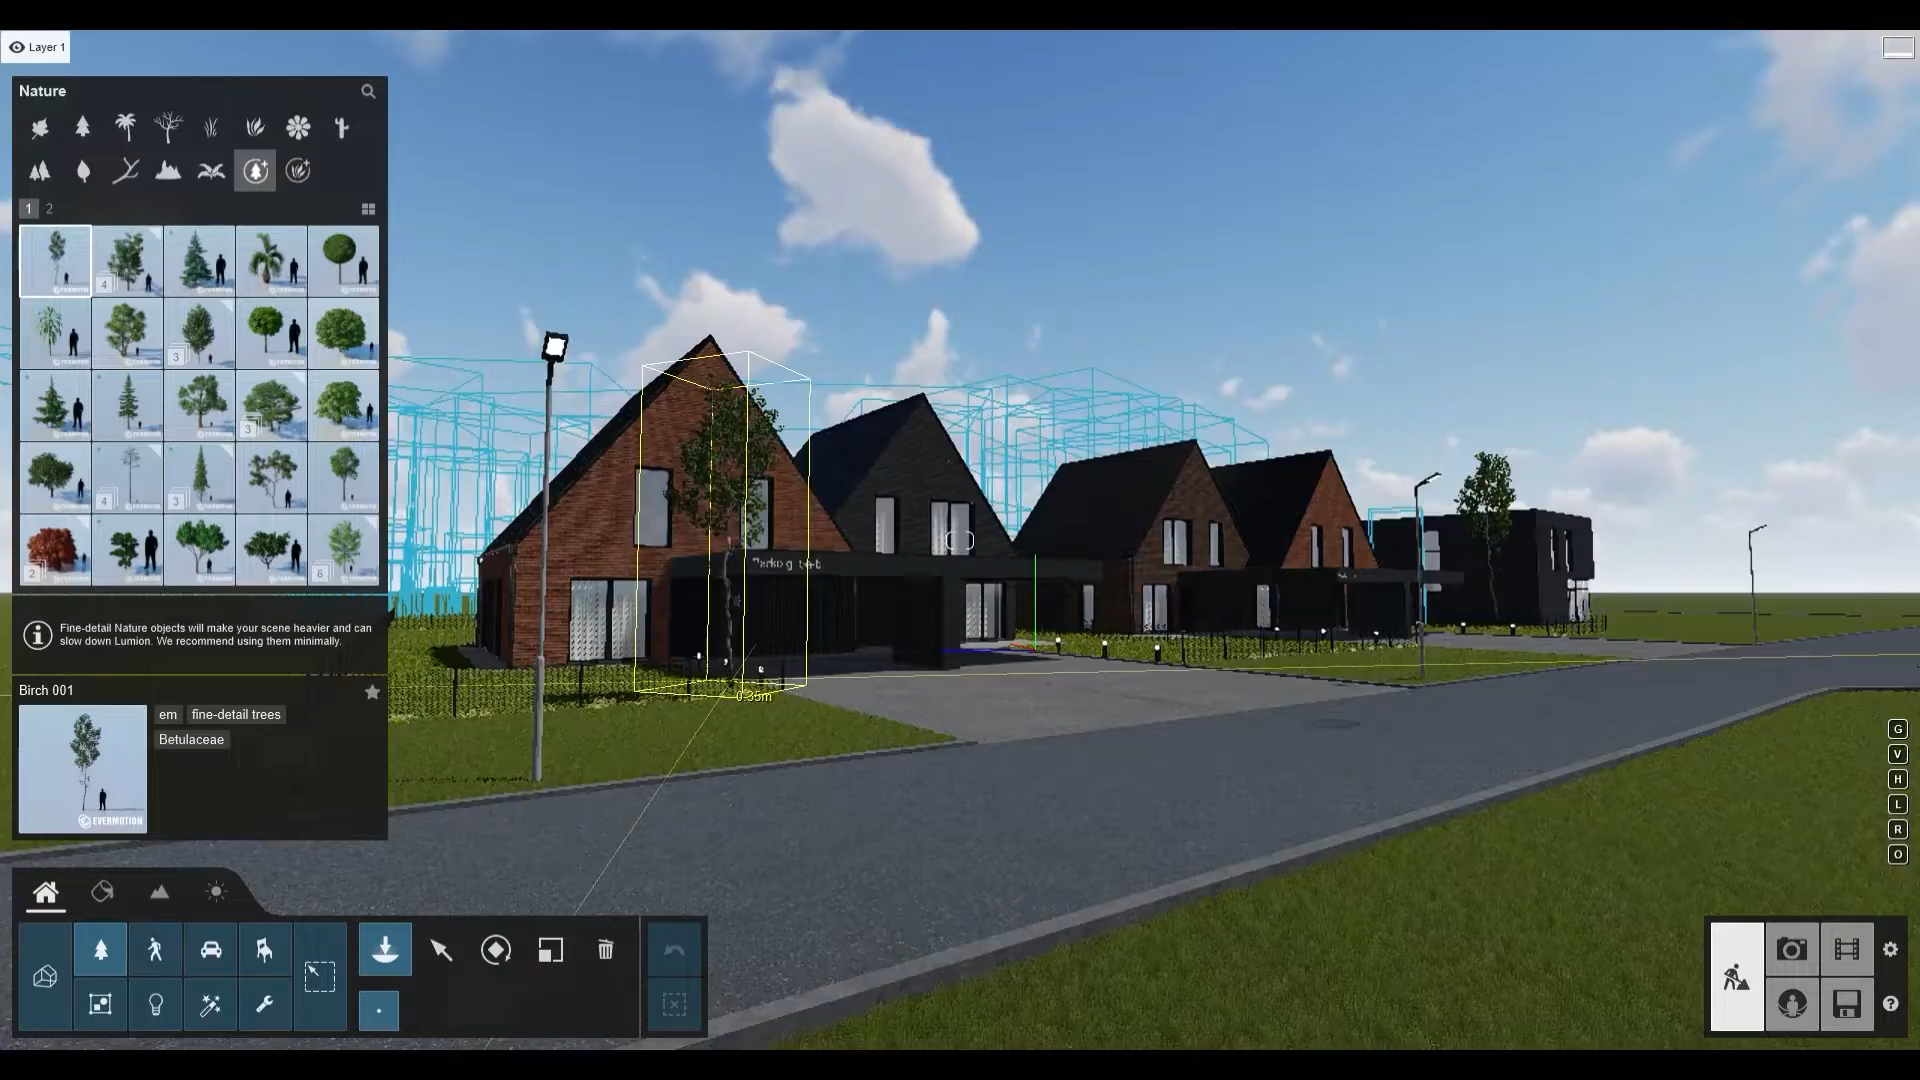 Layer 1
Nature
1 2
4
3
3
4
3
2
6
Fine-detail Nature objects will make your scene heavier and can
slow down Lumion. We recommend using them minimally.
Birch 001
em fine-detail trees
Betulaceae
EVERMOTION
0.35m
G
V
H
L
R
O